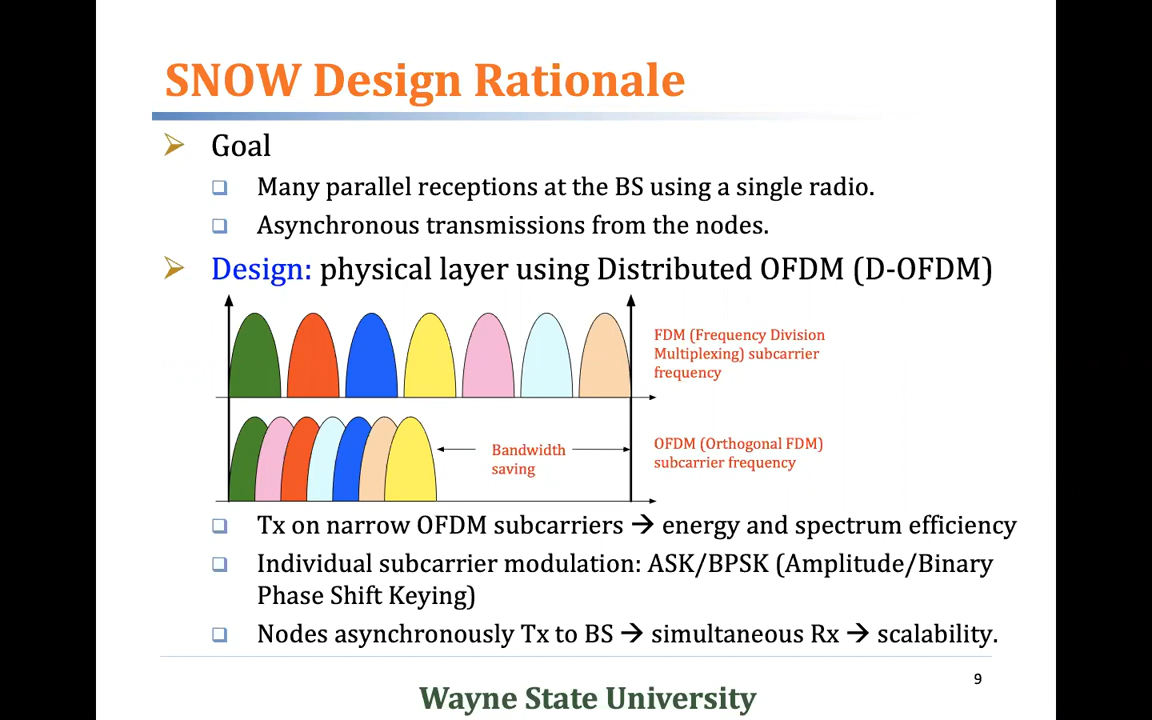 SNOW Design Rationale
Goal
Many parallel receptions at the BS using a single radio.
Asynchronous transmissions from the nodes.
Design: physical layer using Distributed OFDM (D-OFDM)
FDM (Frequency Division
Multiplexing) subcarrier
frequency
Bandwidth
saving
OFDM (Orthogonal FDM)
subcarrier frequency
Tx on narrow OFDM subcarriers → energy and spectrum efficiency
Individual subcarrier modulation: ASK/BPSK (Amplitude/Binary
Phase Shift Keying)
Nodes asynchronously Tx to BS → simultaneous Rx → scalability.
9
Wayne State University